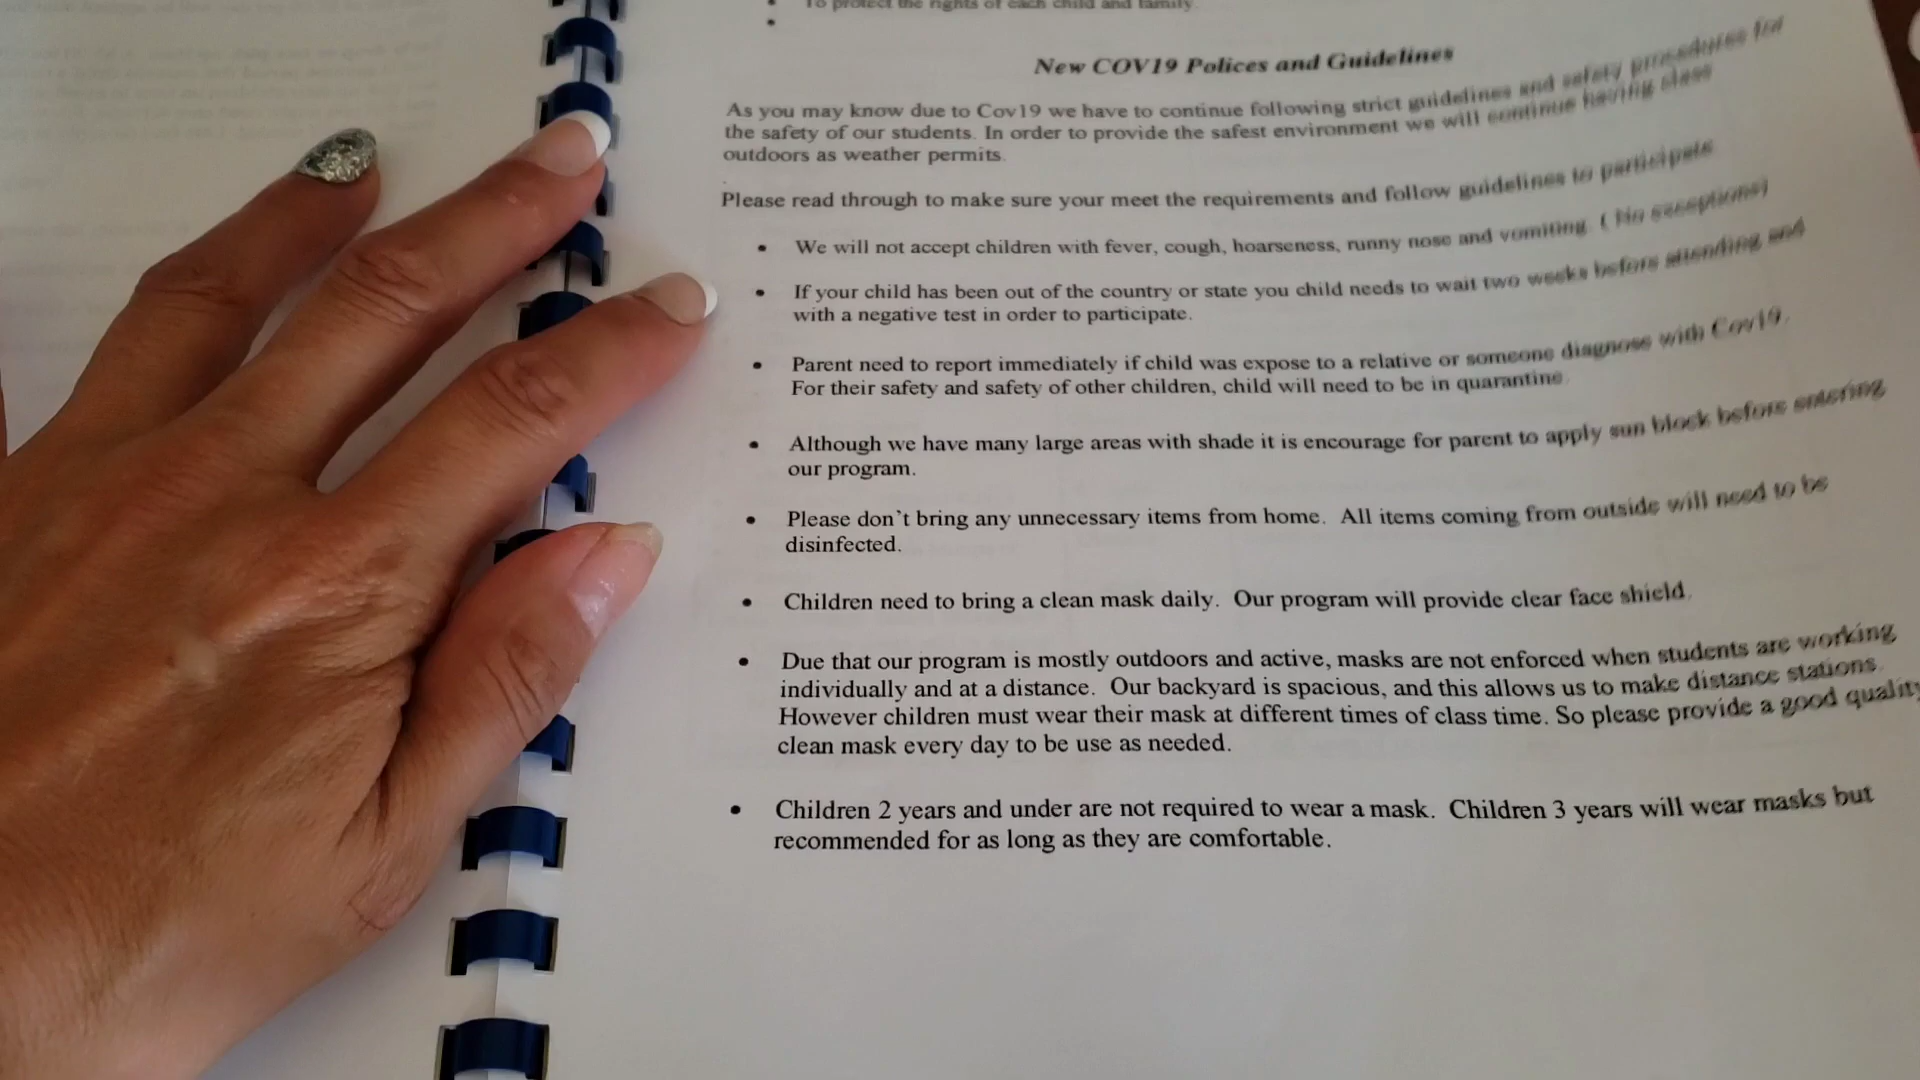 To protect the rights of each child and family.
New COV19 Polices and Guidelines
As you may know due to Cov19 we have to continue following strict guidelines and safety procedures for
the safety of our students. In order to provide the safest environment we will continue having class
outdoors as weather permits.
Please read through to make sure your meet the requirements and follow guidelines to participate
• We will not accept children with fever, cough, hoarseness, runny nose and vomiting. ( No exceptions)
• If your child has been out of the country or state you child needs to wait two weeks before attending and
with a negative test in order to participate.
• Parent need to report immediately if child was expose to a relative or someone diagnose with Cov19.
For their safety and safety of other children, child will need to be in quarantine.
• Although we have many large areas with shade it is encourage for parent to apply sun block before entering
our program.
• Please don't bring any unnecessary items from home. All items coming from outside will need to be
disinfected.
• Children need to bring a clean mask daily. Our program will provide clear face shield.
• Due that our program is mostly outdoors and active, masks are not enforced when students are working
individually and at a distance. Our backyard is spacious, and this allows us to make distance stations.
However children must wear their mask at different times of class time. So please provide a good quality
clean mask every day to be use as needed.
• Children 2 years and under are not required to wear a mask. Children 3 years will wear masks but
recommended for as long as they are comfortable.